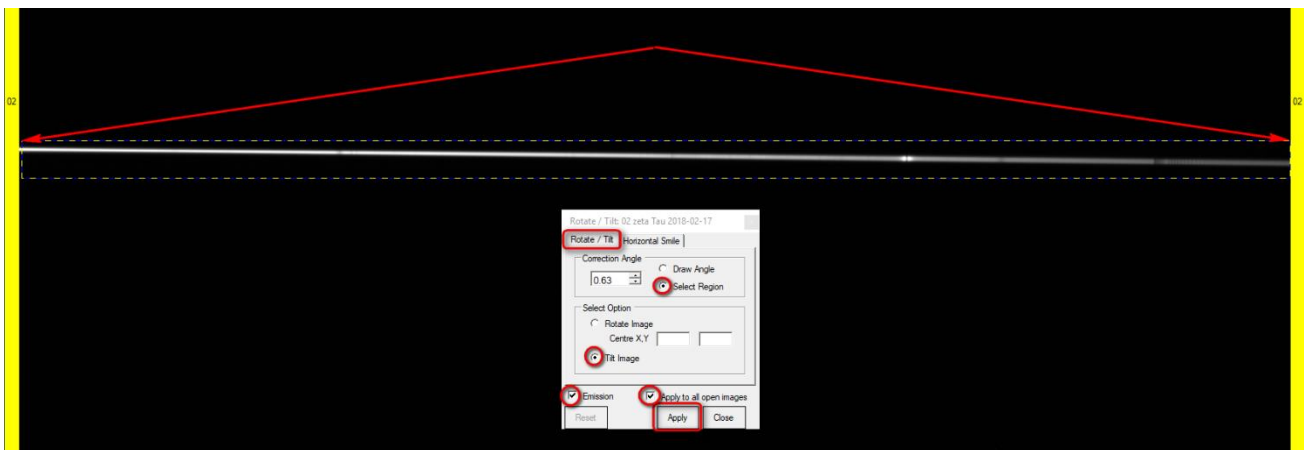 02
02
Rotate / Tilt: 02 zeta Tau 2018-02-17
Rotate / Tilt Horizontal Smile
Correction Angle
Draw Angle
0.63
Select Region
Select Option
Rotate Image
Centre X,Y
Tilt Image
Emission Apply to all open images
Reset Apply Close